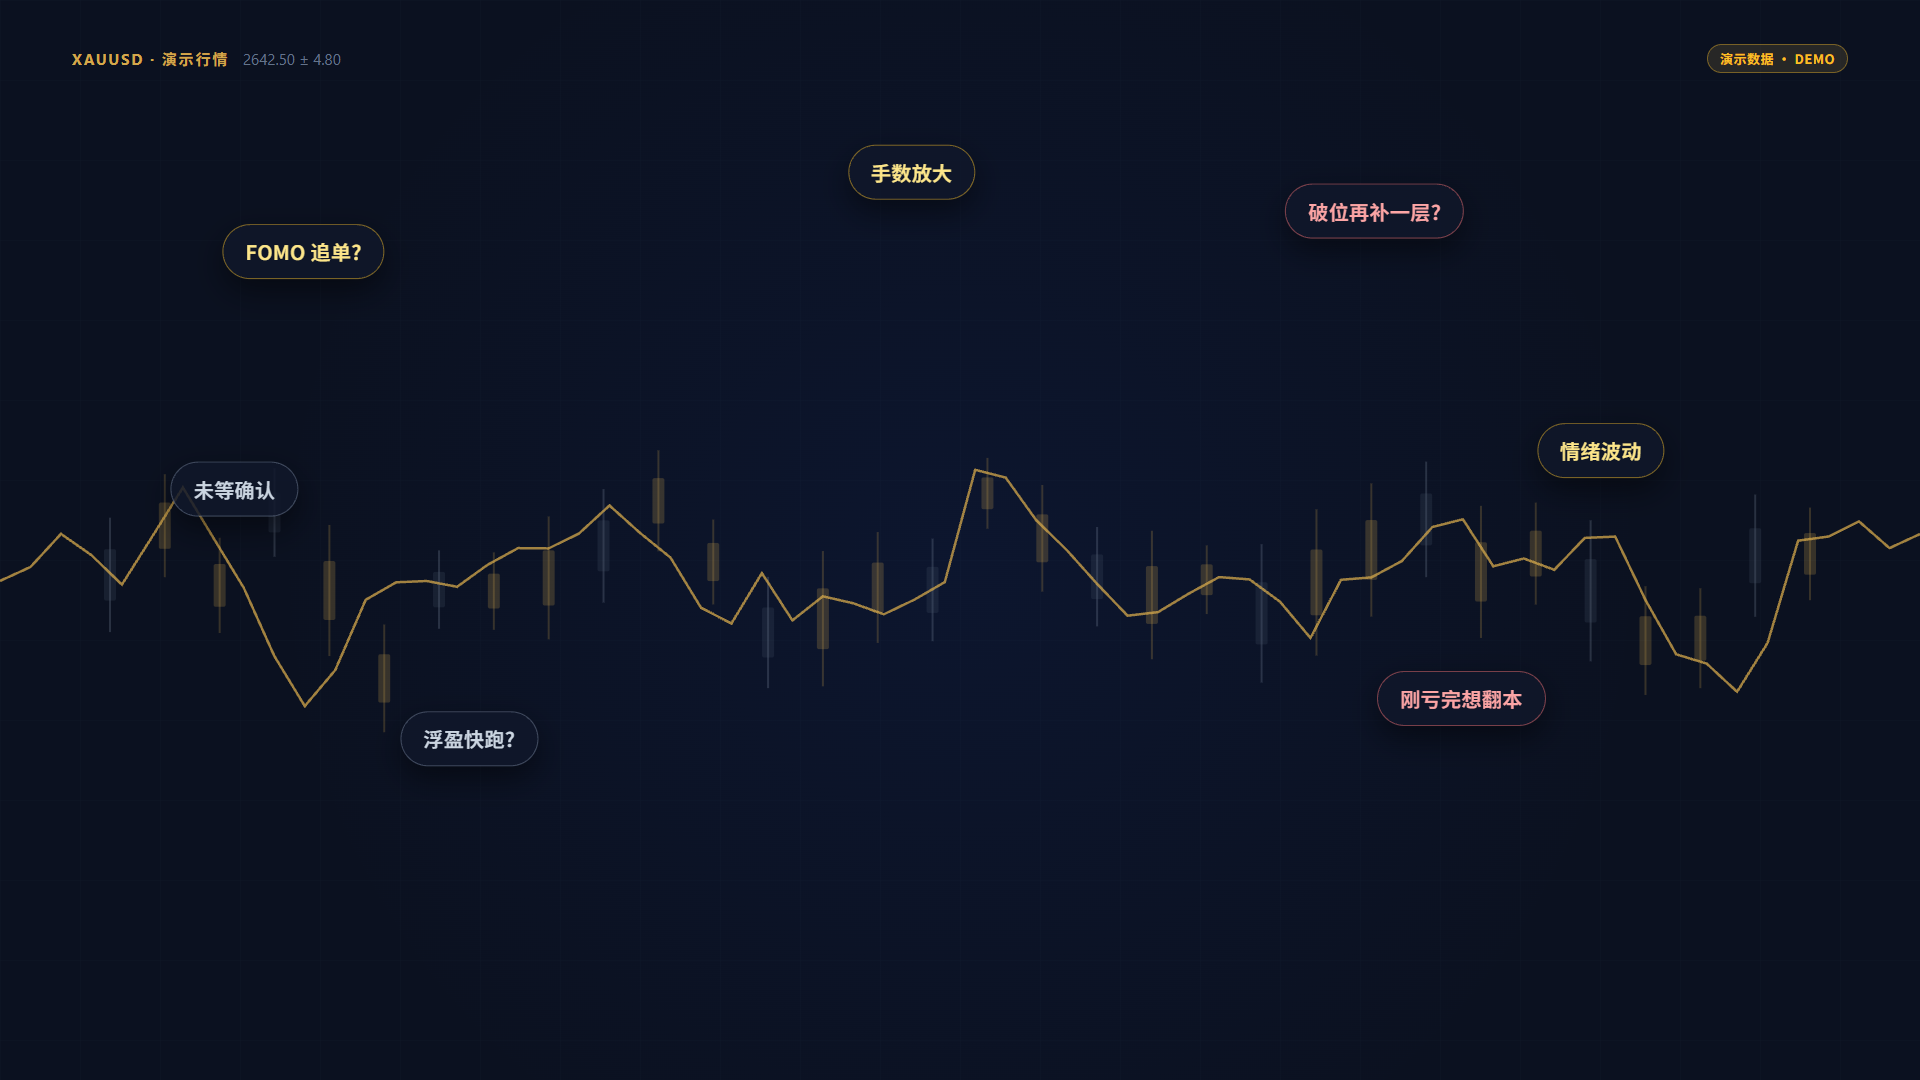 XAUUSD · 演示行情 2642.50 ± 4.80
演示数据 • DEMO
手数放大
破位再补一层?
FOMO 追单?
情绪波动
未等确认
刚亏完想翻本
浮盈快跑?